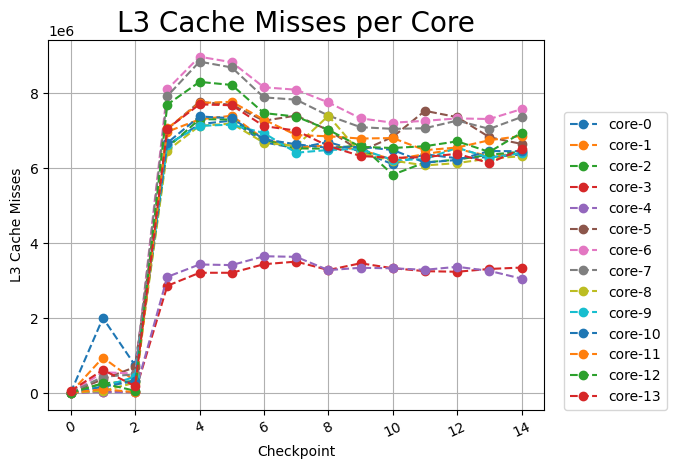 L3 Cache Misses per Core
1e6
8
6
4
2
0
L3 Cache Misses
0
2
4
6
8
10
12
14
Checkpoint
core-0
core-1
core-2
core-3
core-4
core-5
core-6
core-7
core-8
core-9
core-10
core-11
core-12
core-13